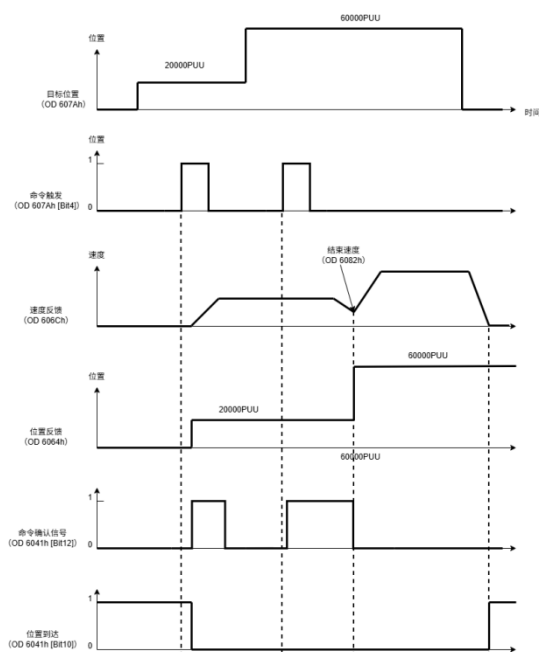 60000PUU
位置
20000PUU
目标位置
(OD 607Ah)
时间
位置
1
命令触发
(OD 607Ah [Bit4])
0
速度
结束速度
(OD 6082h)
速度反馈
(OD 606Ch)
位置
60000PUU
20000PUU
位置反馈
(OD 6064h)
60000PUU
1
命令确认信号
(OD 6041h [Bit12])
0
1
位置到达
(OD 6041h [Bit10])
0